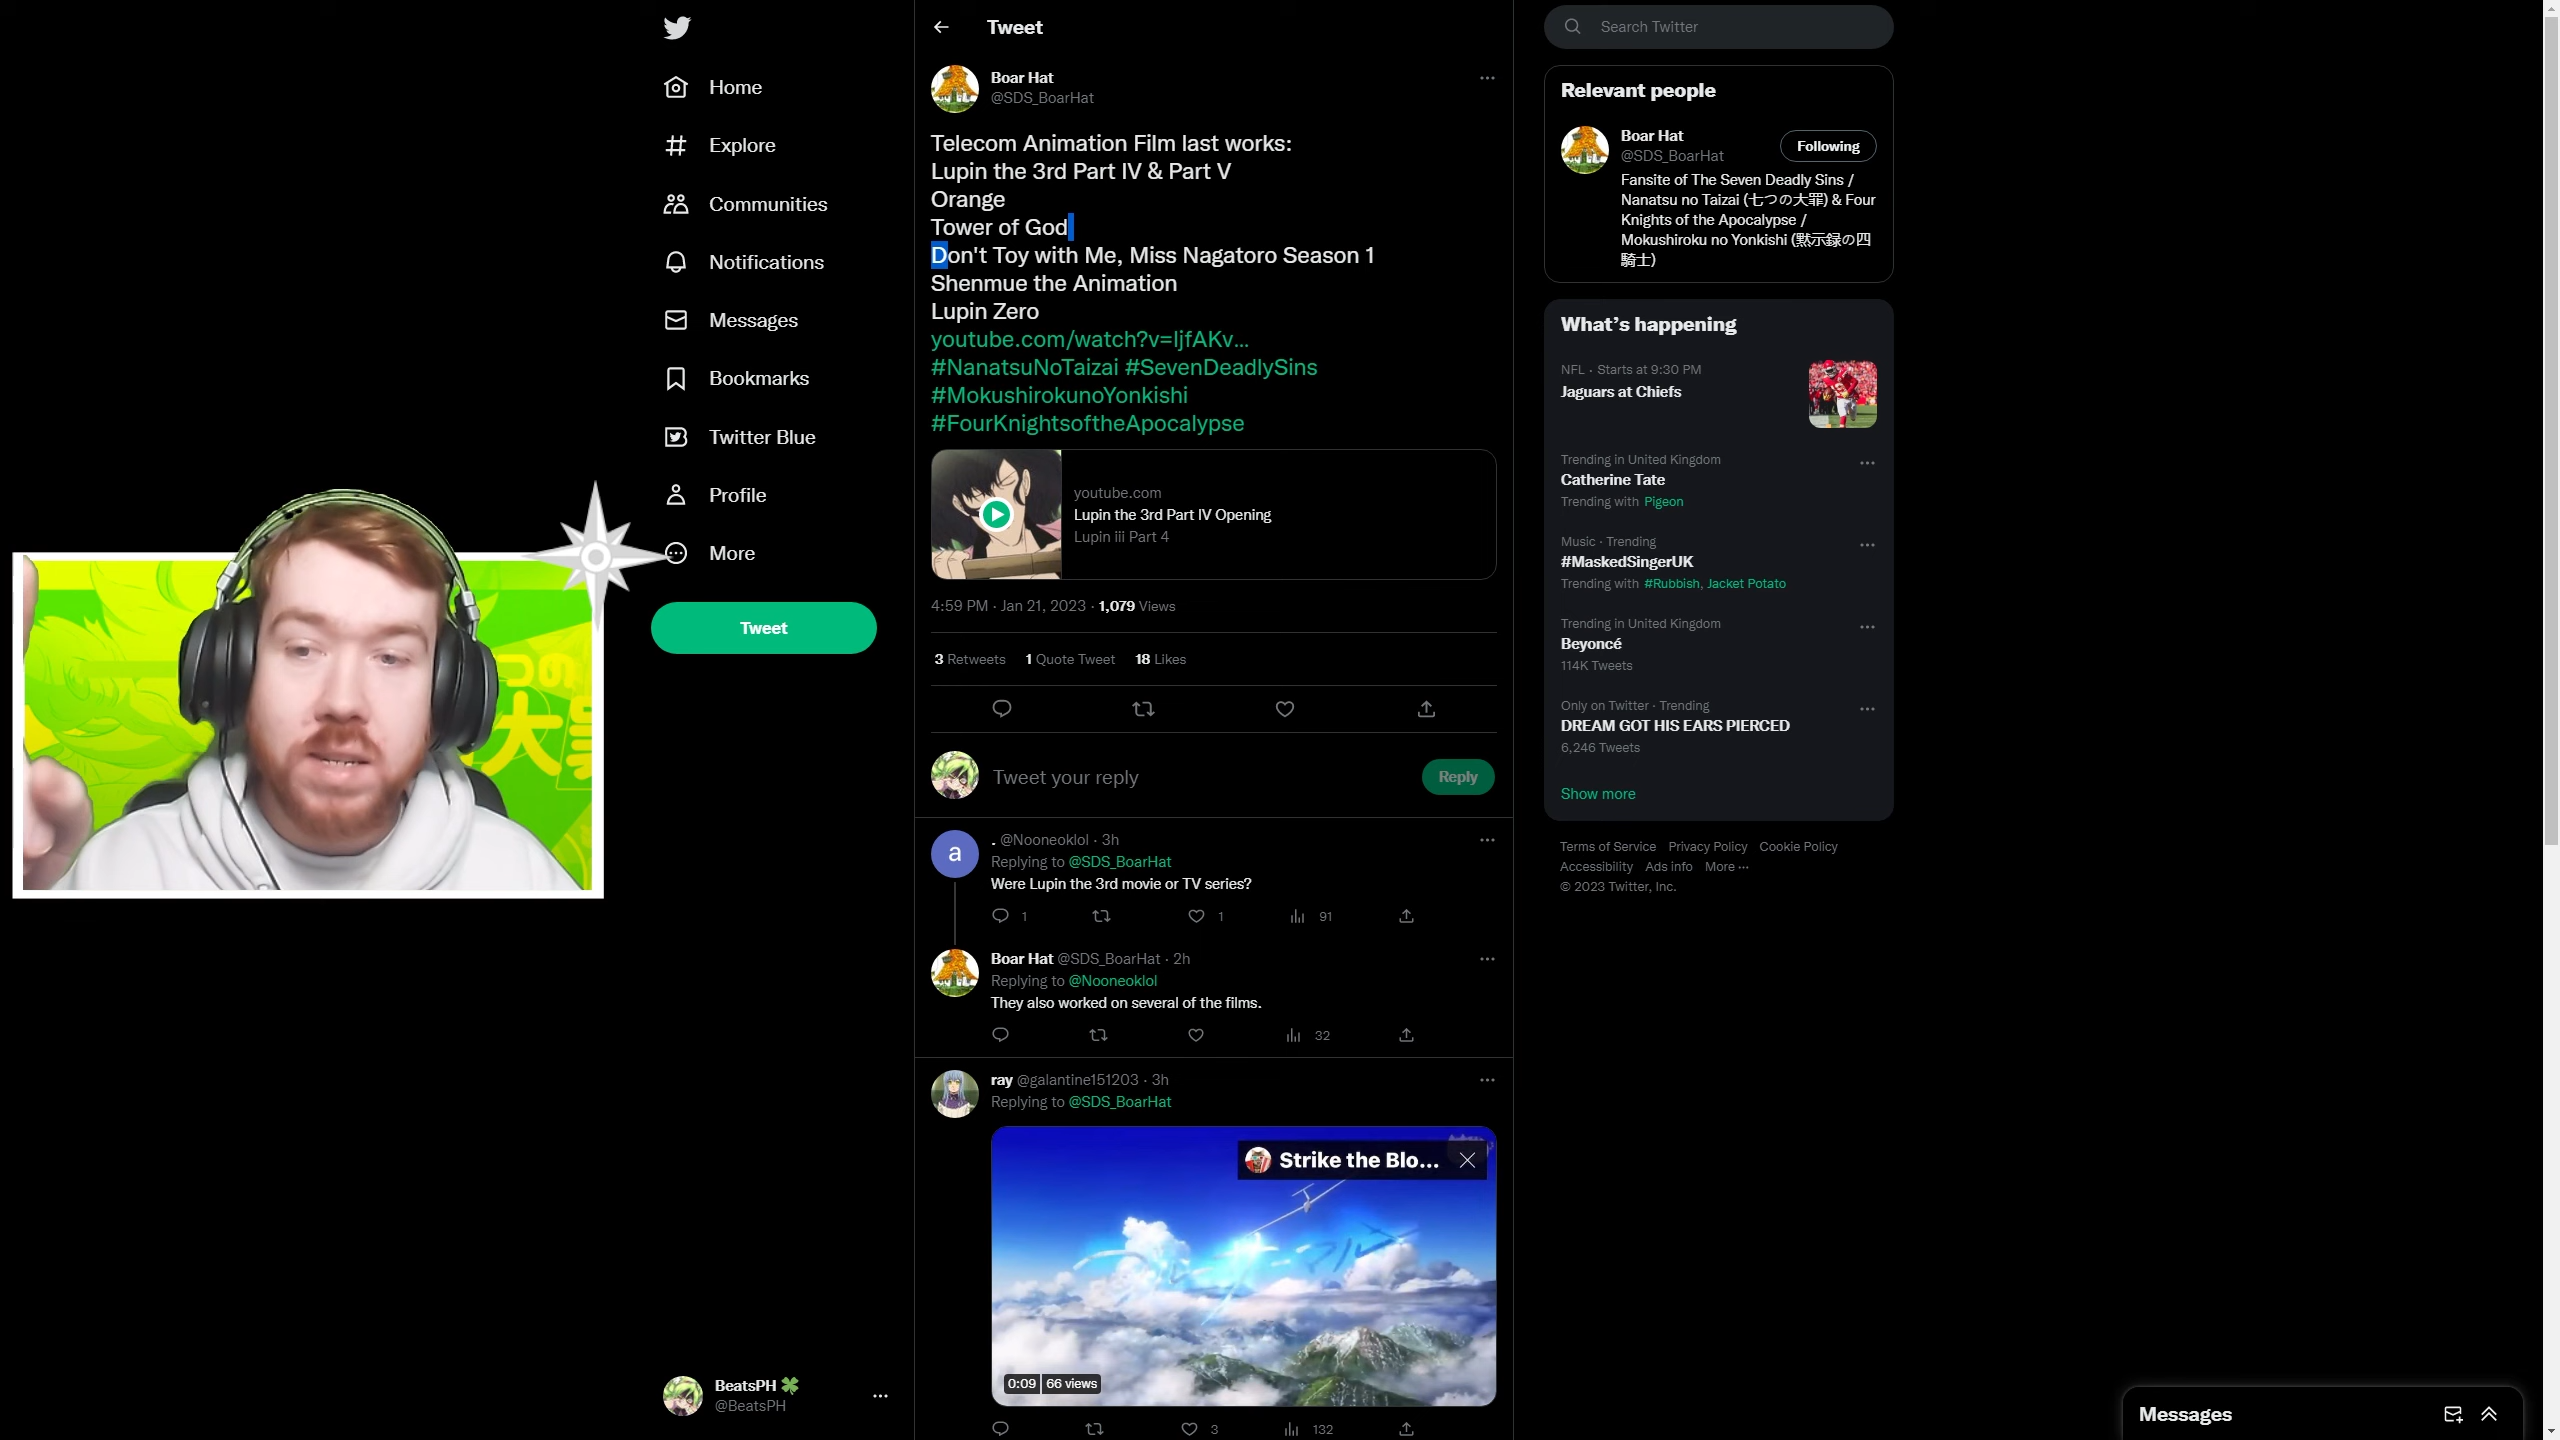 Home
Explore
Communities
Notifications
Messages
Bookmarks
Twitter Blue
Profile
More
Tweet
BeatsPH
@BeatsPH
つの
大罪
Tweet
Boar Hat
@SDS_BoarHat
Telecom Animation Film last works:
Lupin the 3rd Part IV & Part V
Orange
Tower of God
Don't Toy with Me, Miss Nagatoro Season 1
Shenmue the Animation
Lupin Zero
youtube.com/watch?v=ljfAKv…
#NanatsuNoTaizai #SevenDeadlySins
#MokushirokunoYonkishi
#FourKnightsoftheApocalypse
youtube.com
Lupin the 3rd Part IV Opening
Lupin iii Part 4
4:59 PM · Jan 21, 2023 · 1,079 Views
3 Retweets 1 Quote Tweet 18 Likes
Tweet your reply
Reply
a
. @Nooneoklol · 3h
Replying to @SDS_BoarHat
Were Lupin the 3rd movie or TV series?
1 1 91
Boar Hat @SDS_BoarHat · 2h
Replying to @Nooneoklol
They also worked on several of the films.
32
ray @galantine151203 · 3h
Replying to @SDS_BoarHat
Strike the Blo...
0:09 66 views
3 132
Search Twitter
Relevant people
Boar Hat
@SDS_BoarHat
Following
Fansite of The Seven Deadly Sins /
Nanatsu no Taizai (七つの大罪) & Four
Knights of the Apocalypse /
Mokushiroku no Yonkishi (黙示録の四
騎士)
What's happening
NFL · Starts at 9:30 PM
Jaguars at Chiefs
Trending in United Kingdom
Catherine Tate
Trending with Pigeon
Music · Trending
#MaskedSingerUK
Trending with #Rubbish, Jacket Potato
Trending in United Kingdom
Beyoncé
114K Tweets
Only on Twitter · Trending
DREAM GOT HIS EARS PIERCED
6,246 Tweets
Show more
Terms of Service Privacy Policy Cookie Policy
Accessibility Ads info More ···
© 2023 Twitter, Inc.
Messages